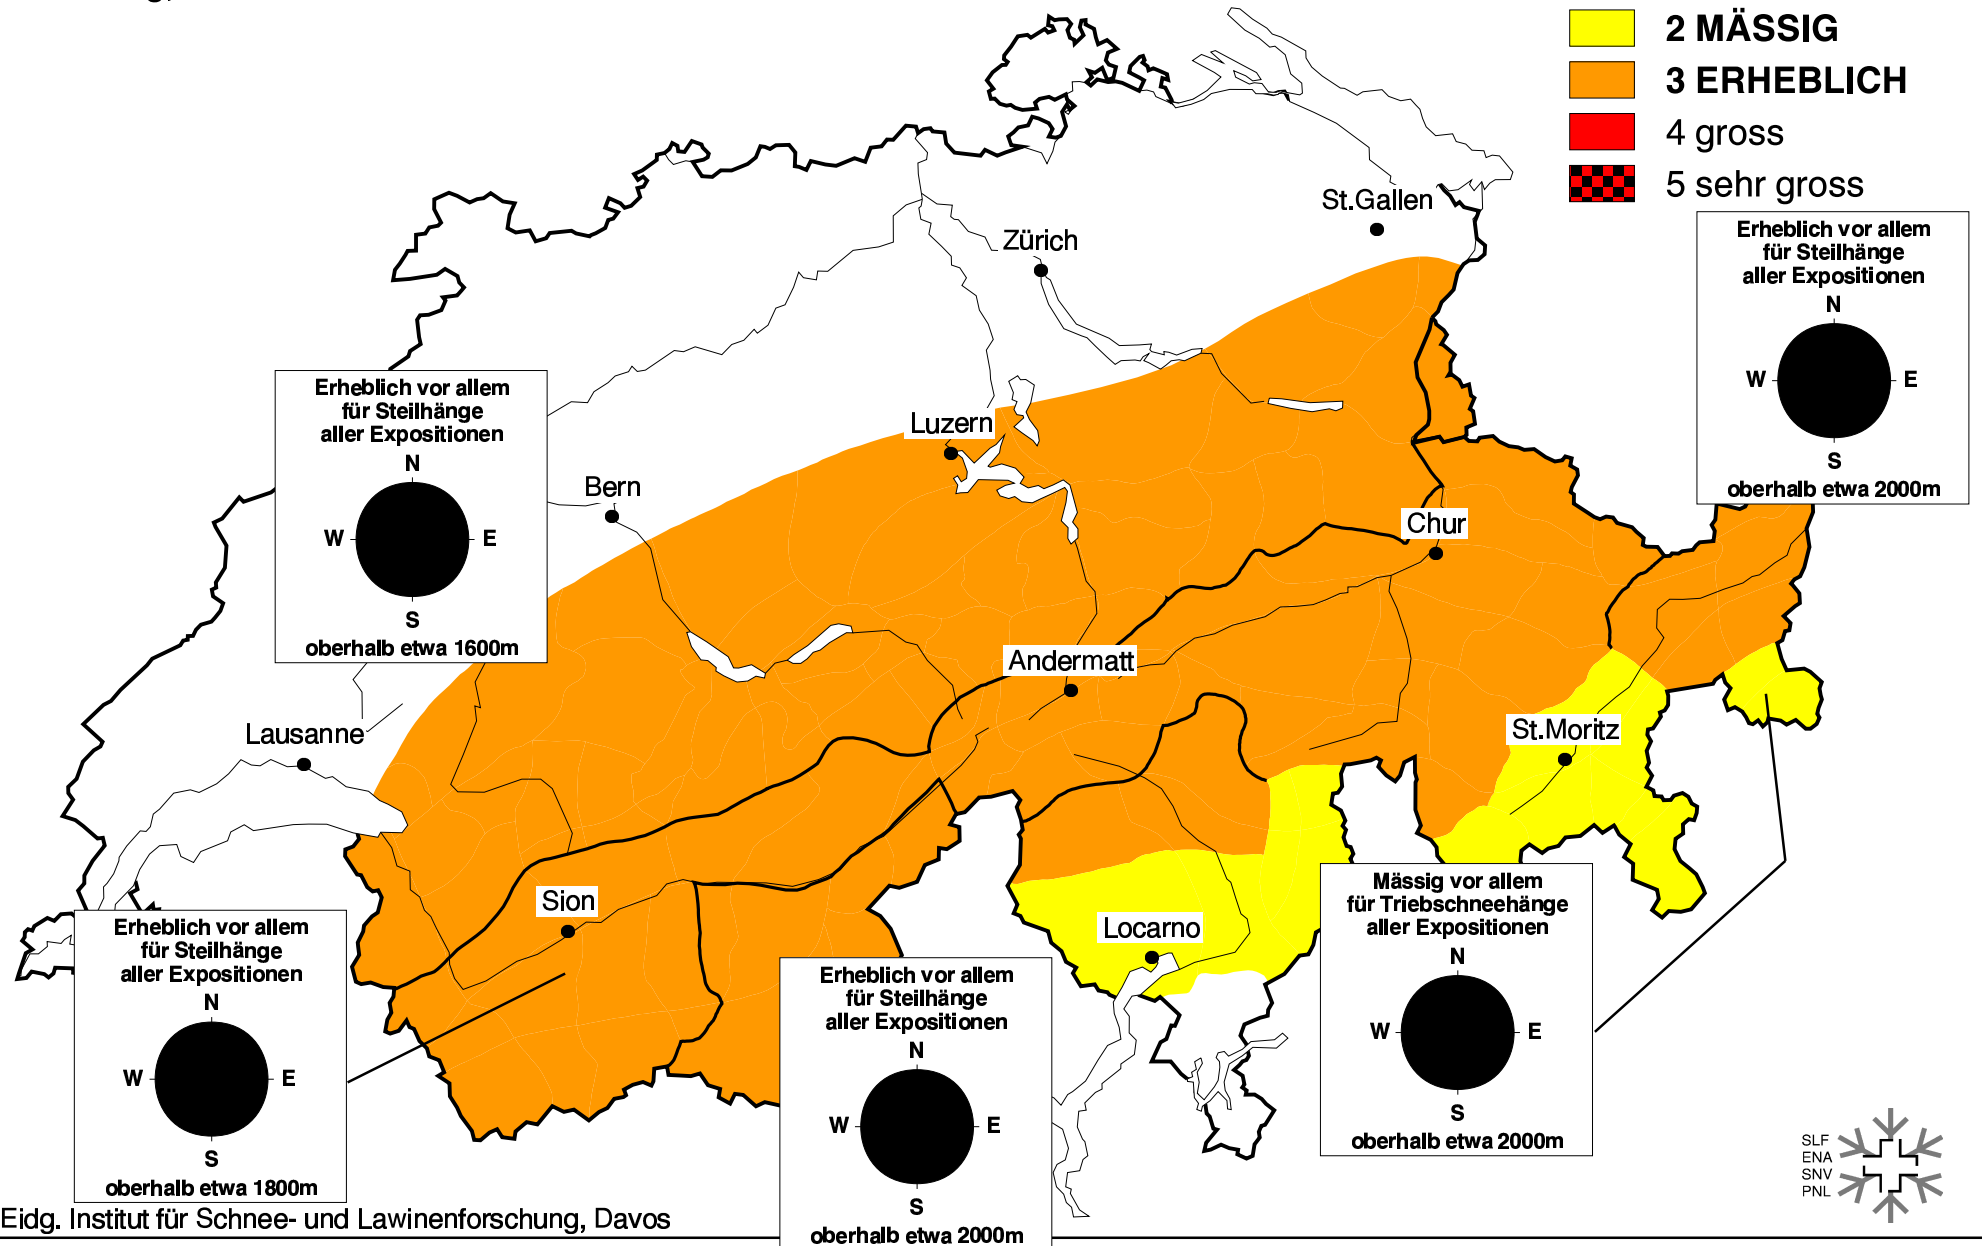 2 MÄSSIG
3 ERHEBLICH
4 gross
5 sehr gross
St.Gallen
Zürich
Erheblich vor allem
für Steilhänge
aller Expositionen
N
W E
S
oberhalb etwa 2000m
Erheblich vor allem
für Steilhänge
aller Expositionen
N
W E
S
oberhalb etwa 1600m
Luzern
Bern
Chur
Andermatt
Lausanne
St.Moritz
Sion
Locarno
Erheblich vor allem
für Steilhänge
aller Expositionen
N
W E
S
oberhalb etwa 1800m
Erheblich vor allem
für Steilhänge
aller Expositionen
N
W E
S
oberhalb etwa 2000m
Mässig vor allem
für Triebschneehänge
aller Expositionen
N
W E
S
oberhalb etwa 2000m
SLF
ENA
SNV
PNL
Eidg. Institut für Schnee- und Lawinenforschung, Davos